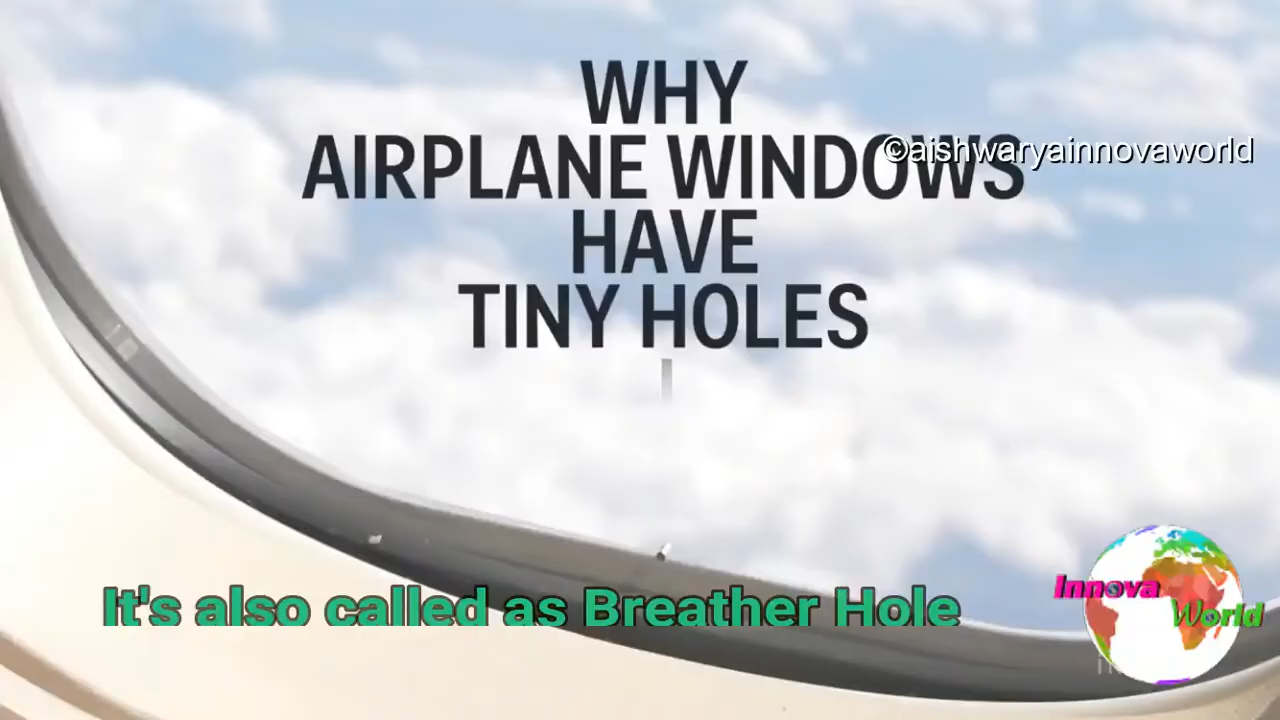 WHY
AIRPLANE WINDOWS
©aishwaryainnovaworld
HAVE
TINY HOLES
It's also called as Breather Hole
Innova
World